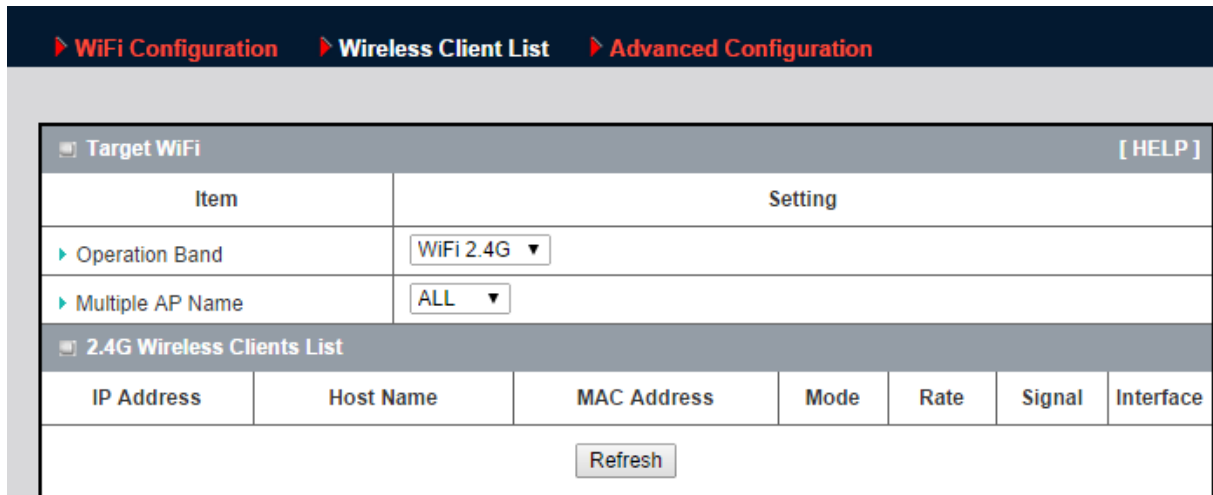 WiFi Configuration Wireless Client List Advanced Configuration
Target WiFi [ HELP ]
Item Setting
Operation Band WiFi 2.4G
Multiple AP Name ALL
2.4G Wireless Clients List
IP Address Host Name MAC Address Mode Rate Signal Interface
Refresh